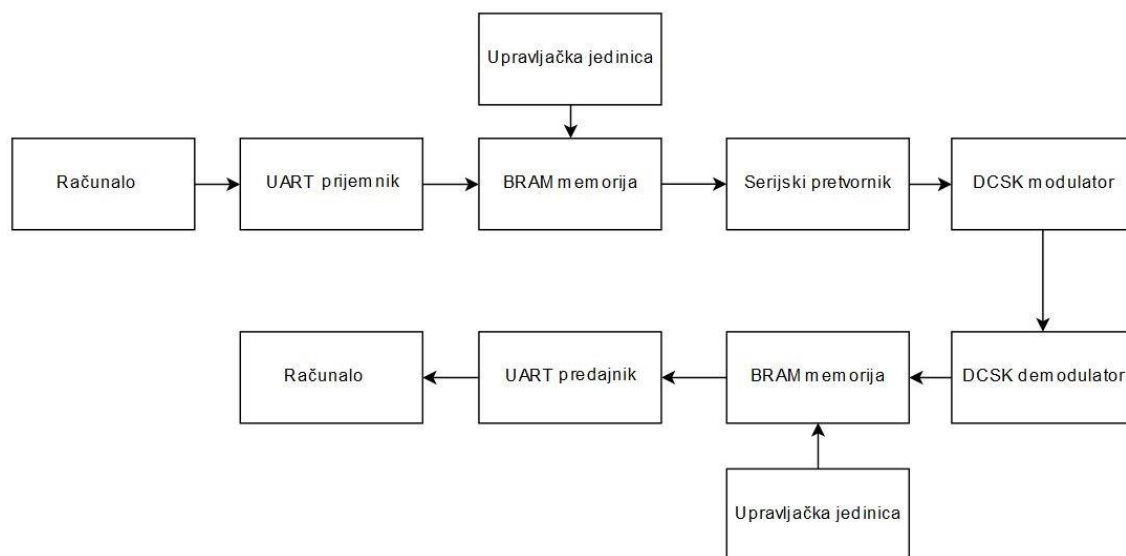 Upravljačka jedinica
Računalo
UART prijemnik
BRAM memorija
Serijski pretvornik
DCSK modulator
Računalo
UART predajnik
BRAM memorija
DCSK demodulator
Upravljačka jedinica